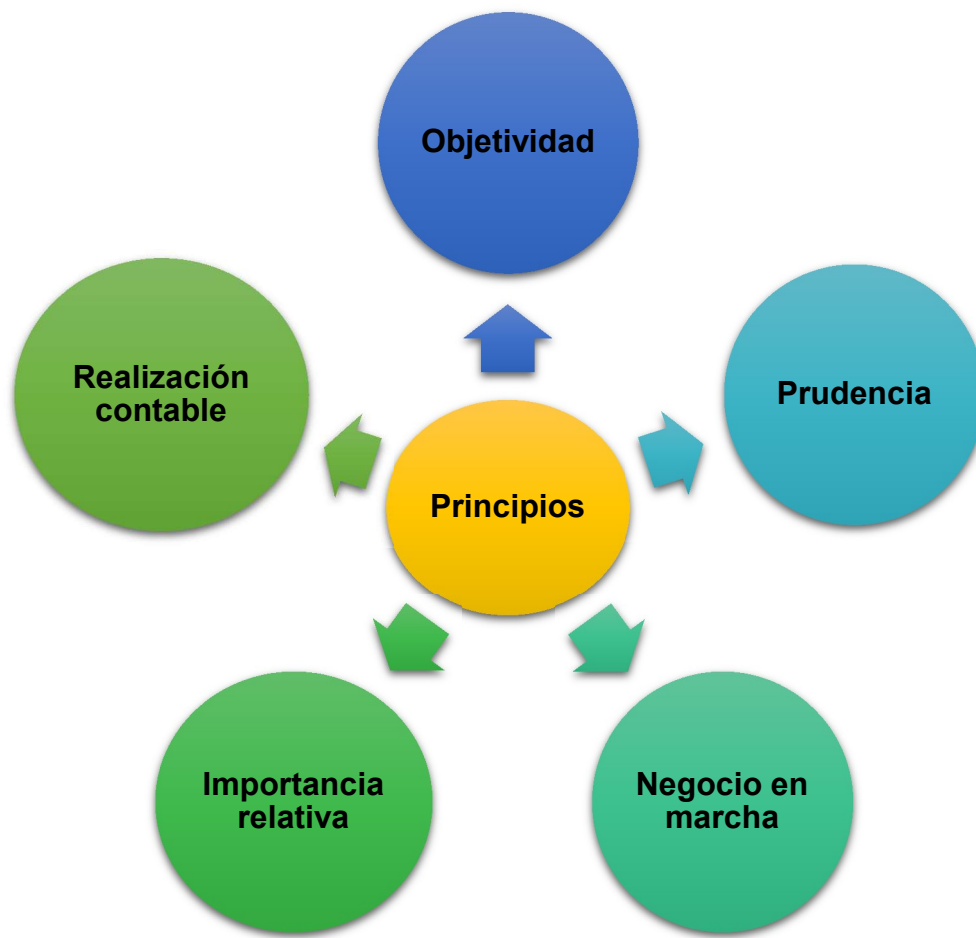 Objetividad
Realización
contable
Prudencia
Principios
Importancia
relativa
Negocio en
marcha